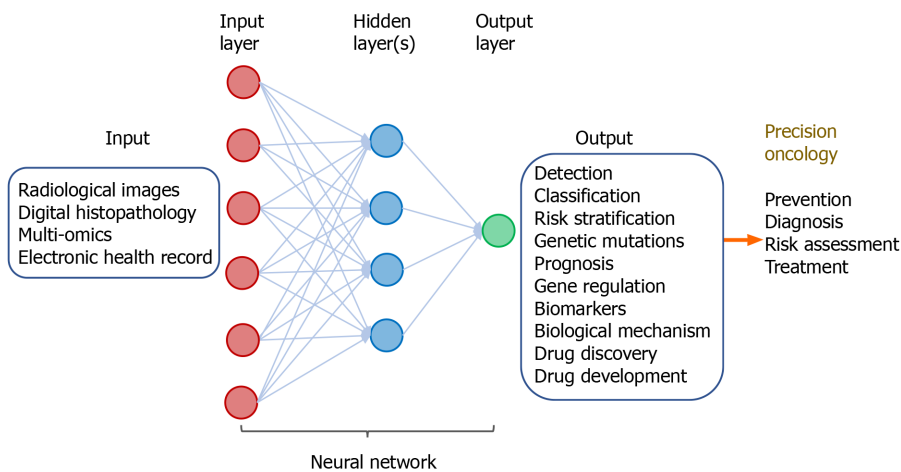 Input
layer
Hidden
layer(s)
Output
layer
Input
Radiological images
Digital histopathology
Multi-omics
Electronic health record
Output
Detection
Classification
Risk stratification
Genetic mutations
Prognosis
Gene regulation
Biomarkers
Biological mechanism
Drug discovery
Drug development
Precision
oncology
Prevention
Diagnosis
Risk assessment
Treatment
Neural network